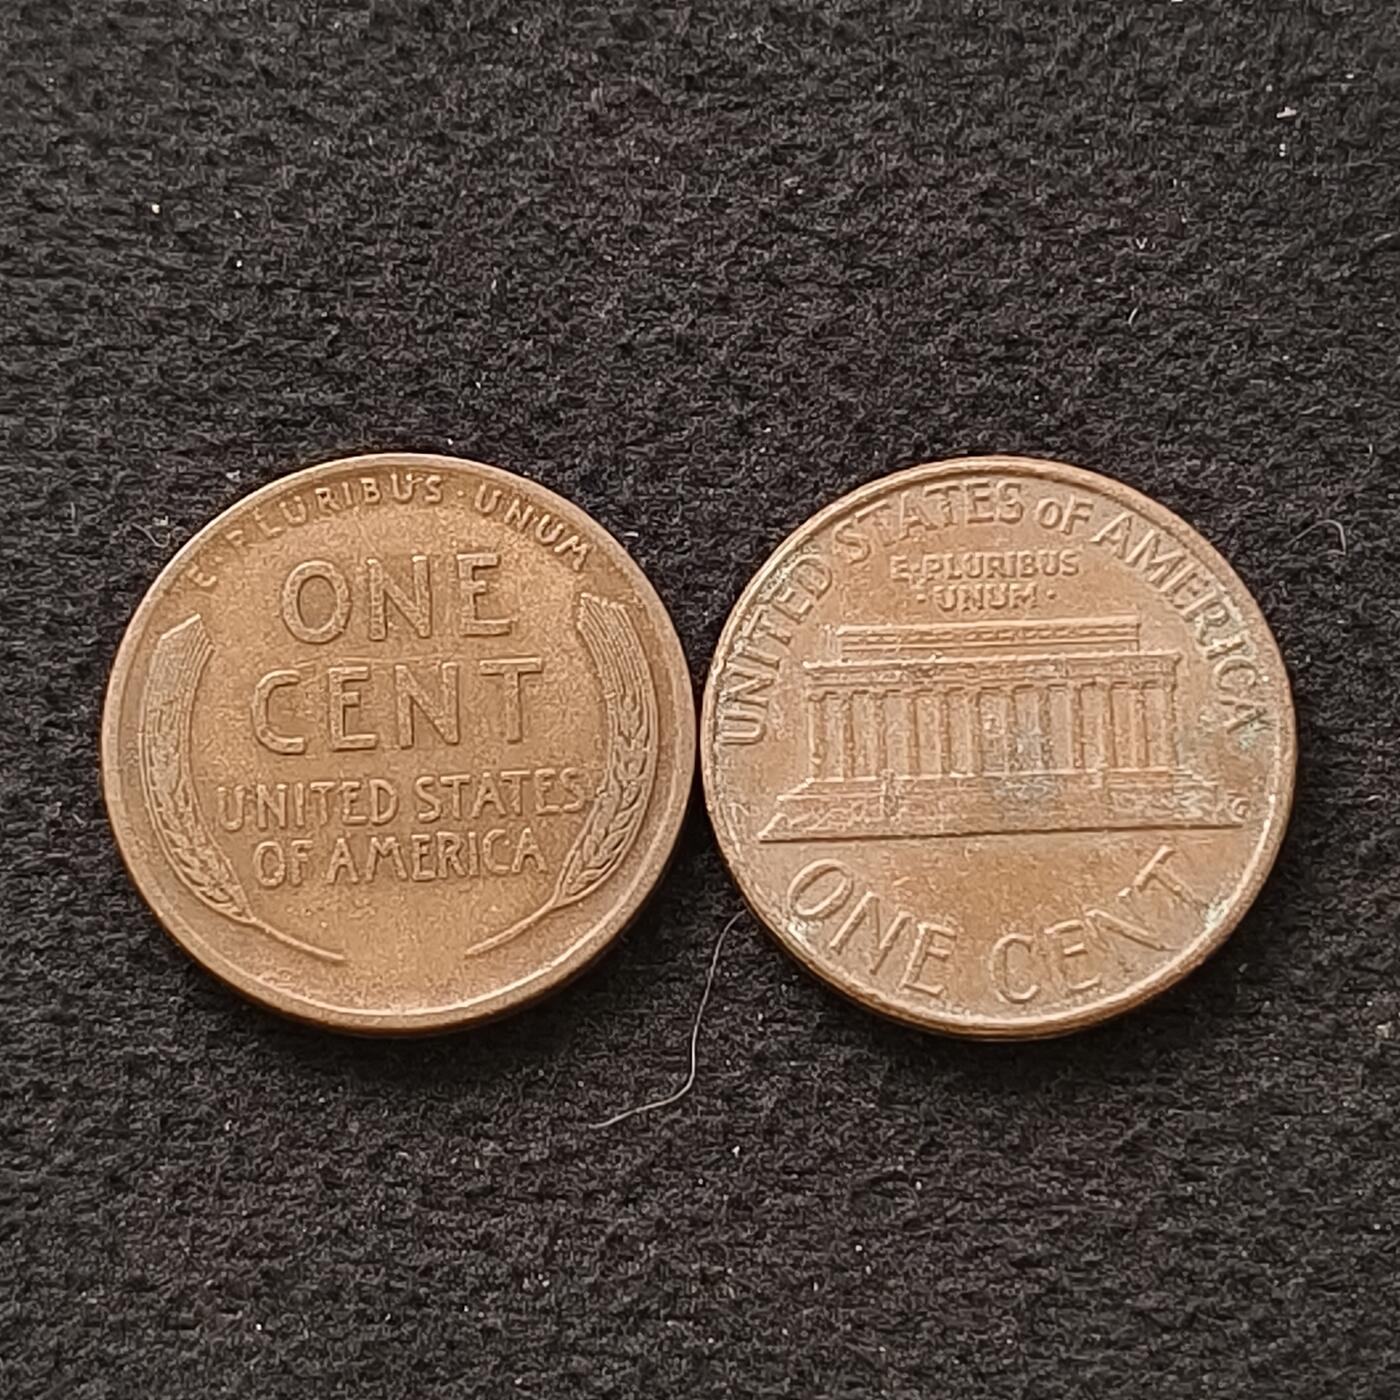 E·PLURIBUS·UNUM
ONE
CENT
UNITED STATES
OF AMERICA
UNITED STATES OF AMERICA
E·PLURIBUS
·UNUM·
ONE CENT